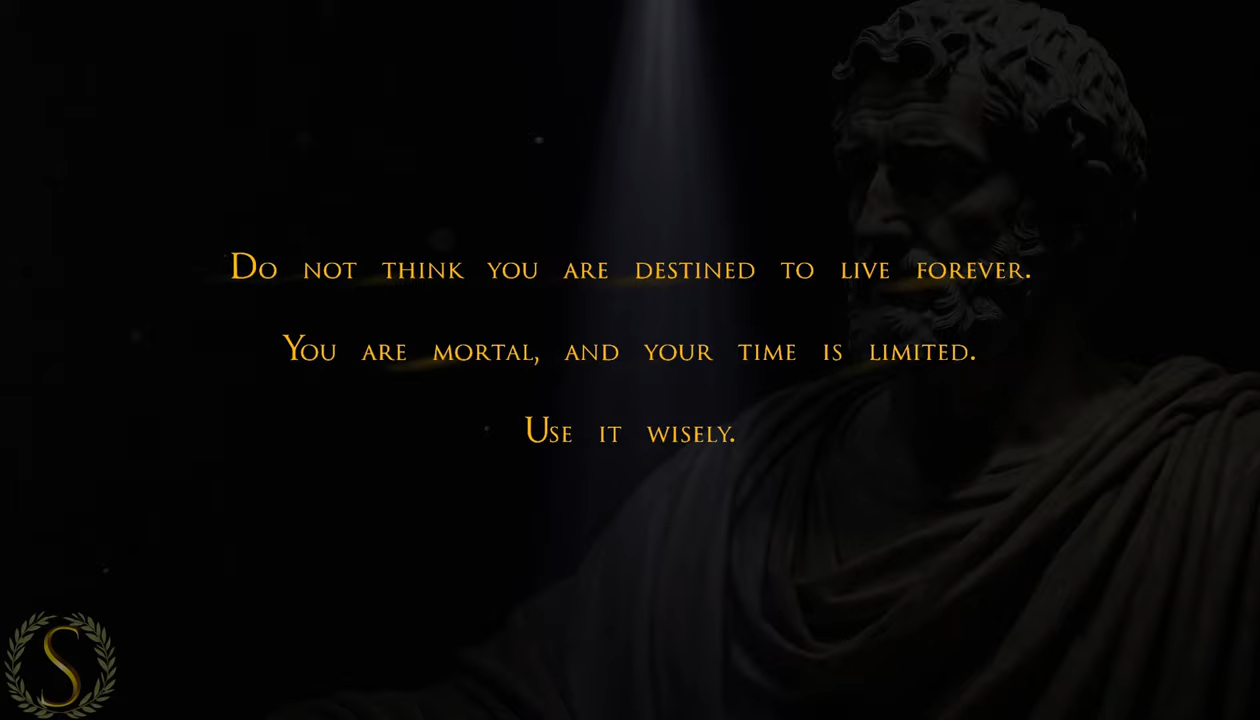 Do not think you are destined to live forever.
You are mortal, and your time is limited.
Use it wisely.
S